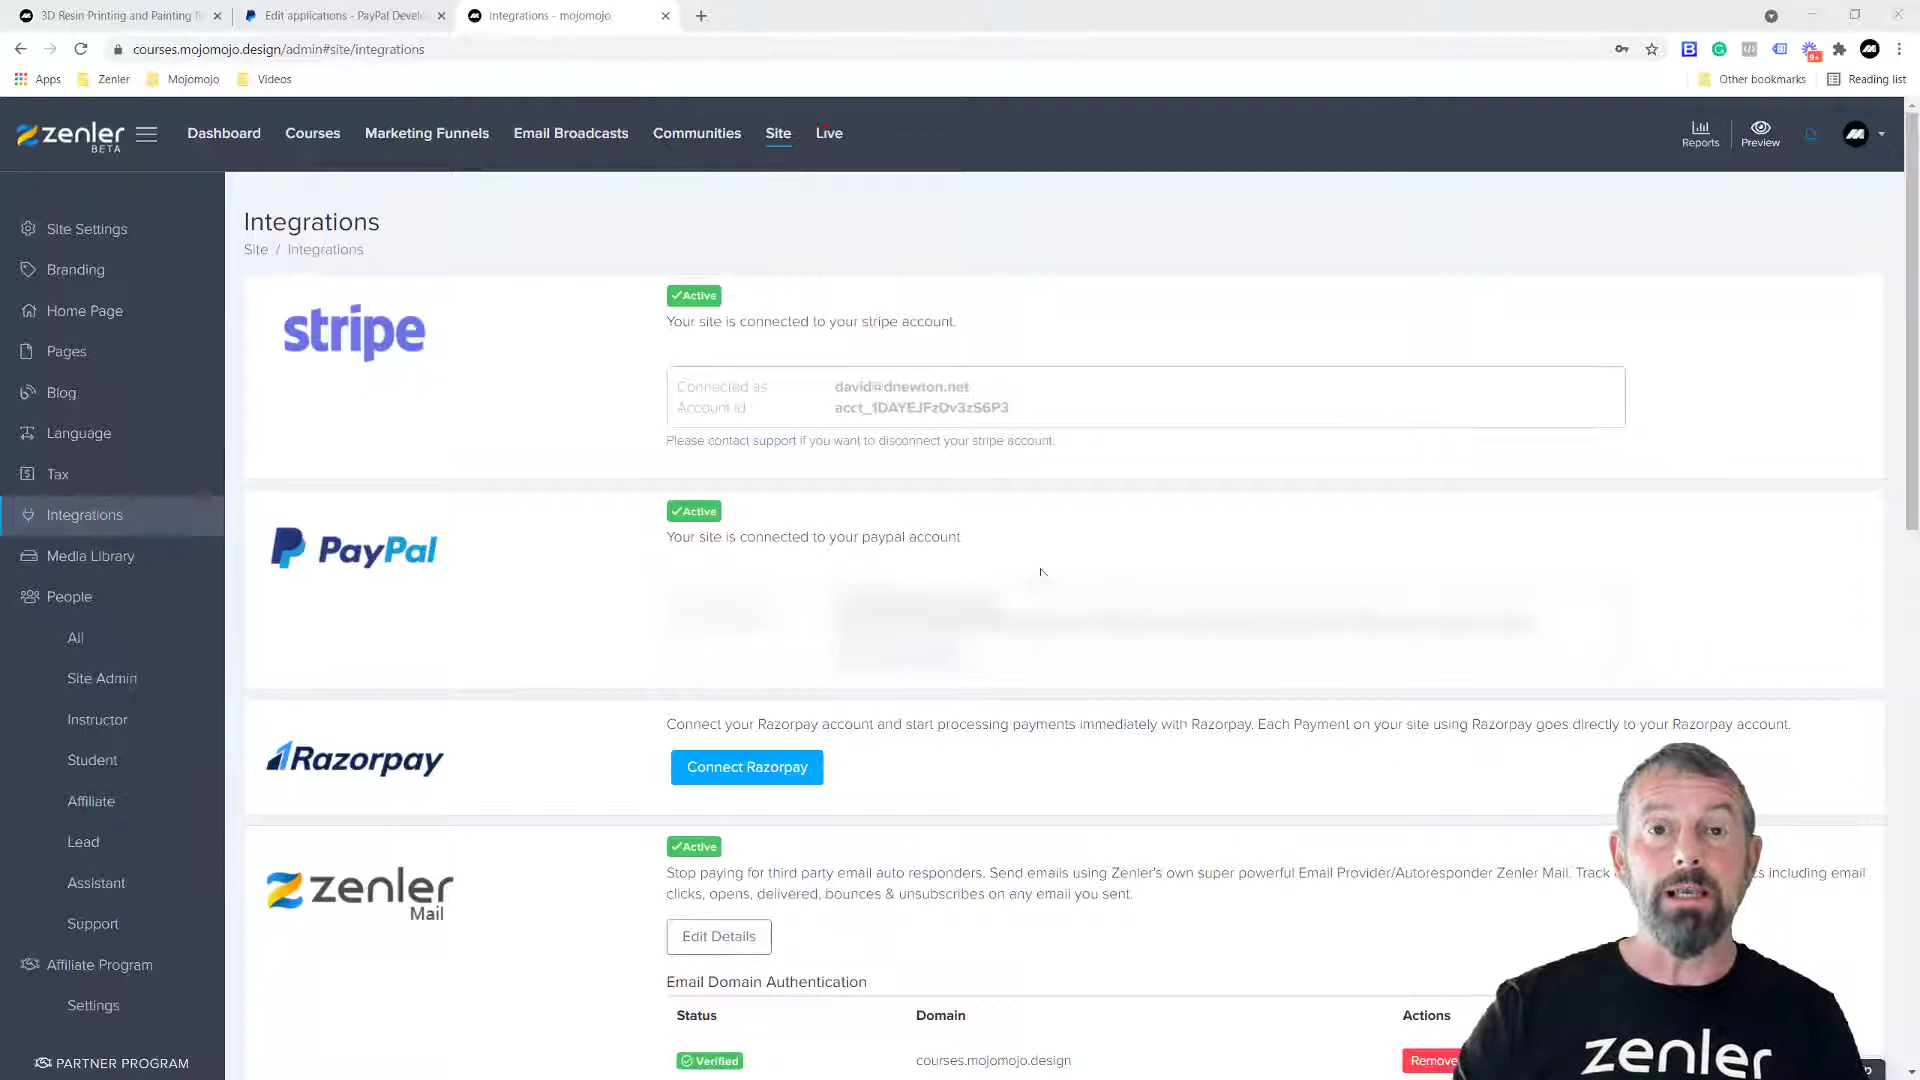 3D Resin Printing and Painting f
Edit applications - PayPal Develo
Integrations - mojomojo
courses.mojomojo.design/admin#site/integrations
9+
Apps
Zenler
Mojomojo
Videos
Other bookmarks
Reading list
zenler
BETA
Dashboard
Courses
Marketing Funnels
Email Broadcasts
Communities
Site
Live
Reports
Preview
Site Settings
Branding
Home Page
Pages
Blog
Language
Tax
Integrations
Media Library
People
All
Site Admin
Instructor
Student
Affiliate
Lead
Assistant
Support
Affiliate Program
Settings
PARTNER PROGRAM
Integrations
Site / Integrations
stripe
Active
Your site is connected to your stripe account.
Connected as david@dnewton.net
Account id : acct_1DAYEJFzDv3zS6P3
Please contact support if you want to disconnect your stripe account.
PayPal
Active
Your site is connected to your paypal account
Razorpay
Connect your Razorpay account and start processing payments immediately with Razorpay. Each Payment on your site using Razorpay goes directly to your Razorpay account.
Connect Razorpay
zenler
Mail
Active
Stop paying for third party email auto responders. Send emails using Zenler's own super powerful Email Provider/Autoresponder Zenler Mail. Track including email
clicks, opens, delivered, bounces & unsubscribes on any email you sent.
Edit Details
Email Domain Authentication
Status Domain Actions
Verified courses.mojomojo.design Remove
zenler